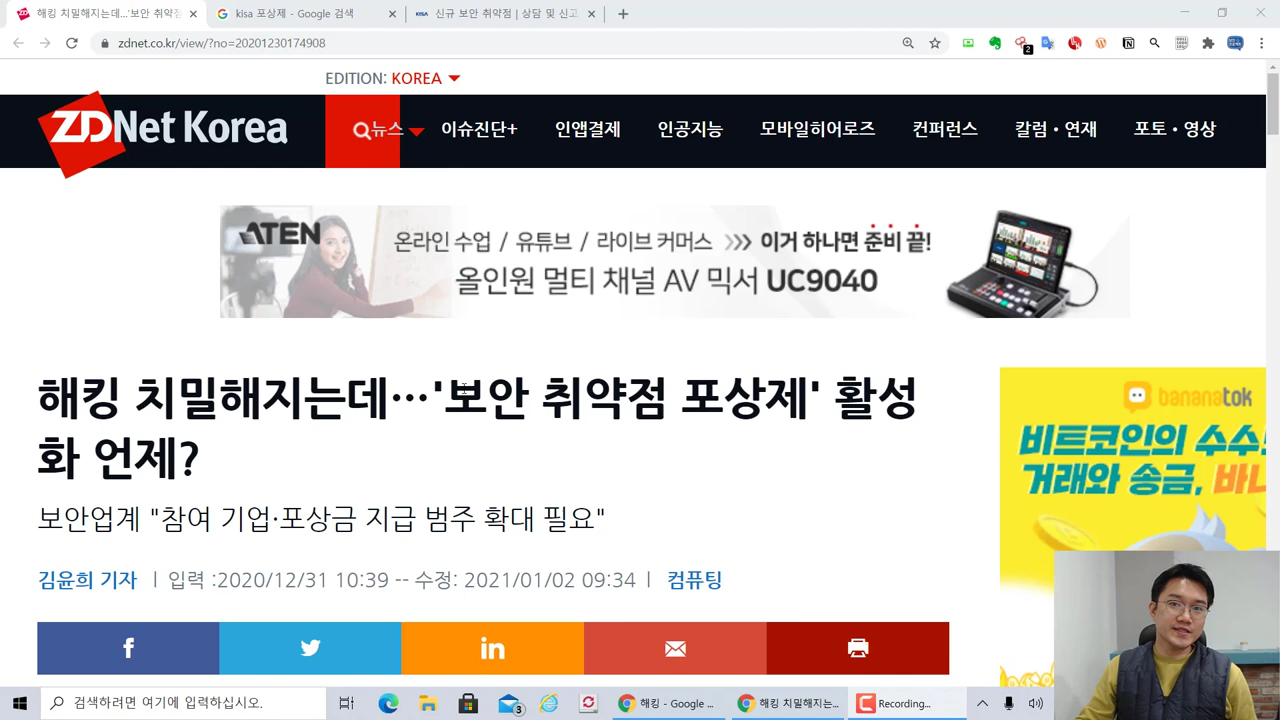 해킹 치밀해지는데...'보안 취약점
kisa 포상제 - Google 검색
KISA 신규 보안 취약점 | 상담 및 신고
zdnet.co.kr/view/?no=20201230174908
2
EDITION: KOREA
ZDNet Korea
뉴스
이슈진단+
인앱결제
인공지능
모바일히어로즈
컨퍼런스
칼럼・연재
포토・영상
ATEN
온라인 수업 / 유튜브 / 라이브 커머스 >>> 이거 하나면 준비 끝!
올인원 멀티 채널 AV 믹서 UC9040
해킹 치밀해지는데…'보안 취약점 포상제' 활성
화 언제?
보안업계 "참여 기업·포상금 지급 범주 확대 필요"
김윤희 기자 | 입력 :2020/12/31 10:39 -- 수정: 2021/01/02 09:34 | 컴퓨팅
bananatok
비트코인의 수수
거래와 송금, 바
검색하려면 여기에 입력하십시오.
3
해킹 - Google ...
해킹 치밀해지는...
Recording...